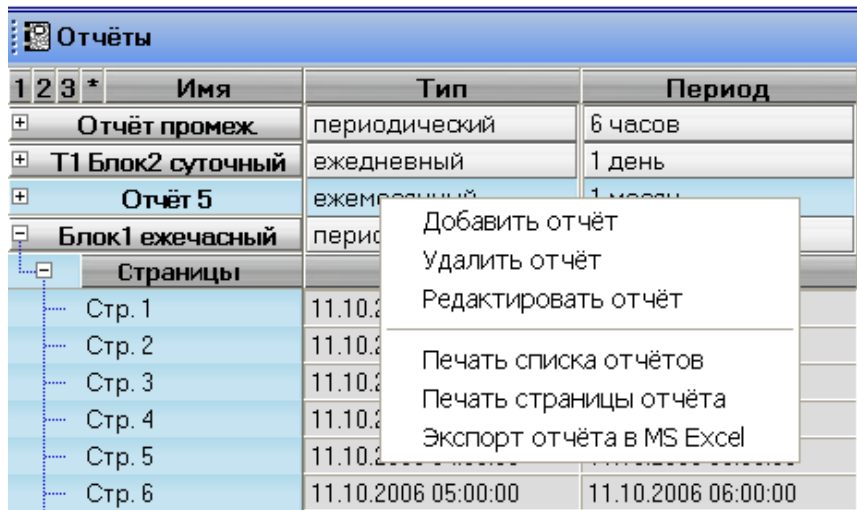 Отчёты
1 2 3 * Имя Тип Период
Отчёт промеж. периодический 6 часов
Т1 Блок2 суточный ежедневный 1 день
Отчёт 5
Блок1 ежечасный
Добавить отчёт
Удалить отчёт
Редактировать отчёт
Печать списка отчётов
Печать страницы отчёта
Экспорт отчёта в MS Excel
Страницы
Стр. 1
Стр. 2
Стр. 3
Стр. 4
Стр. 5
Стр. 6 11.10.2006 05:00:00 11.10.2006 06:00:00